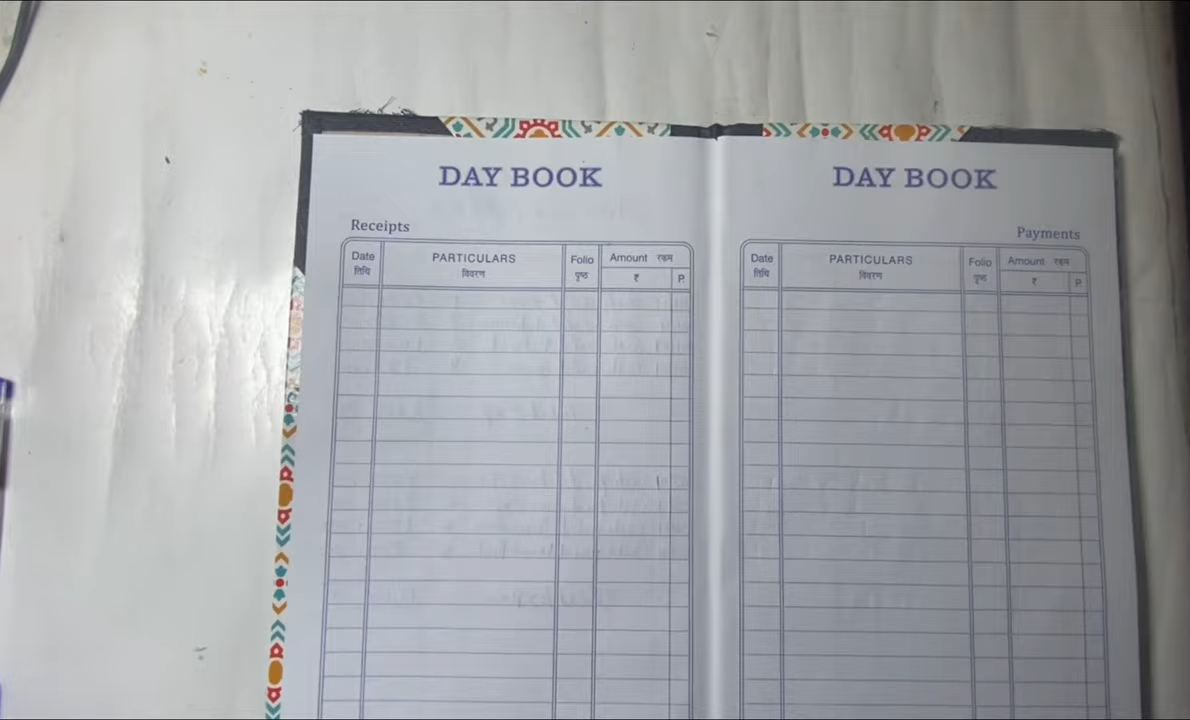 DAY BOOK
Receipts
Date PARTICULARS Folio Amount रकम
तिथि विवरण पृष्ठ ₹ P.
DAY BOOK
Payments
Date PARTICULARS Folio Amount रकम
तिथि विवरण पृष्ठ ₹ P.